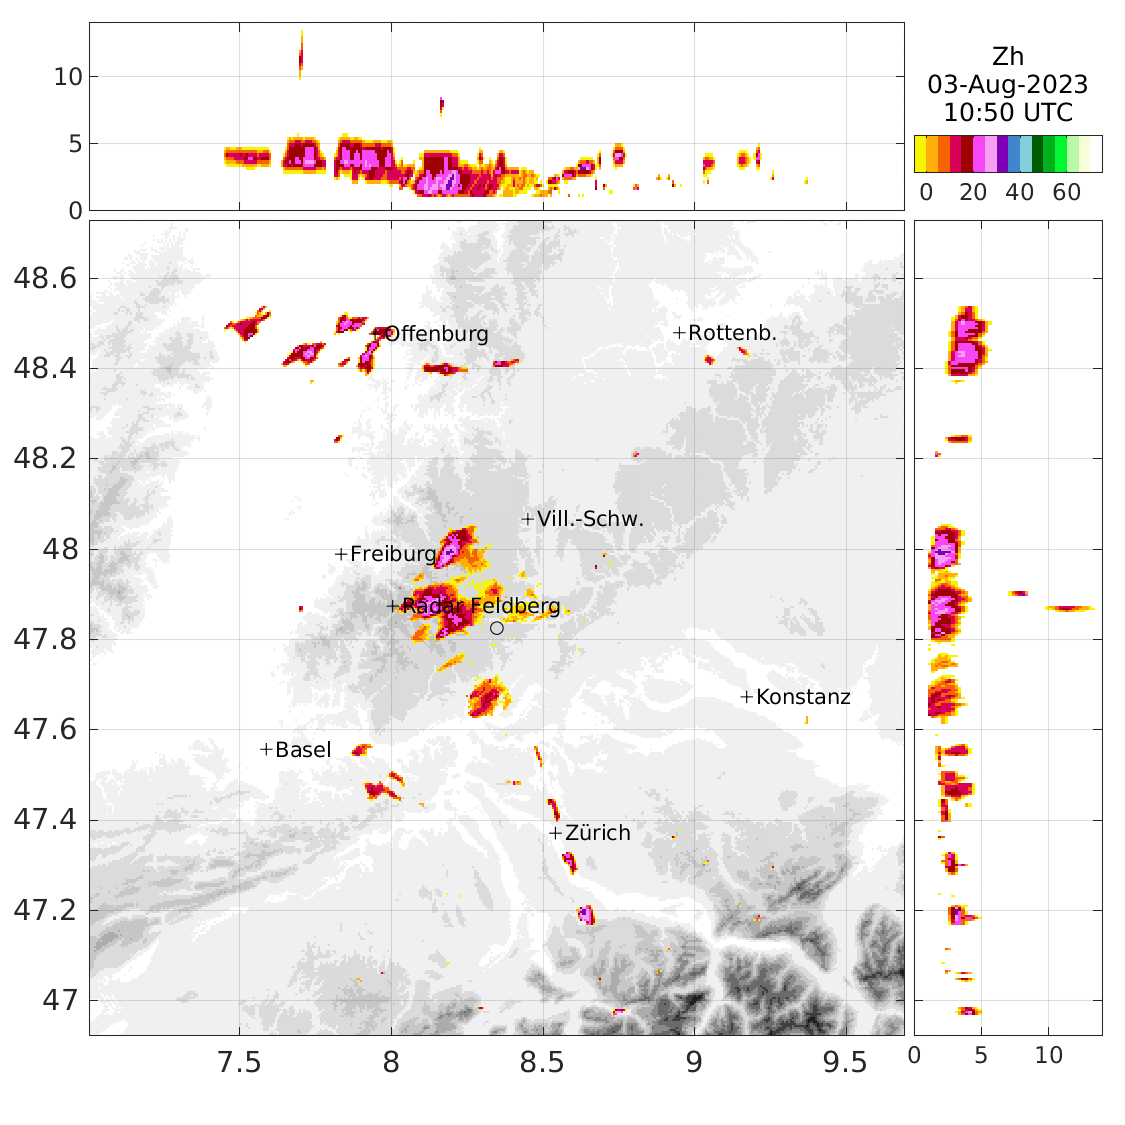 Zh
03-Aug-2023
10:50 UTC
10
5
0
0 20 40 60
48.6
48.4
48.2
48
47.8
47.6
47.4
47.2
47
Offenburg
Rottenb.
Vill.-Schw.
Freiburg
Radar Feldberg
Konstanz
Basel
Zürich
7.5 8 8.5 9 9.5
0 5 10